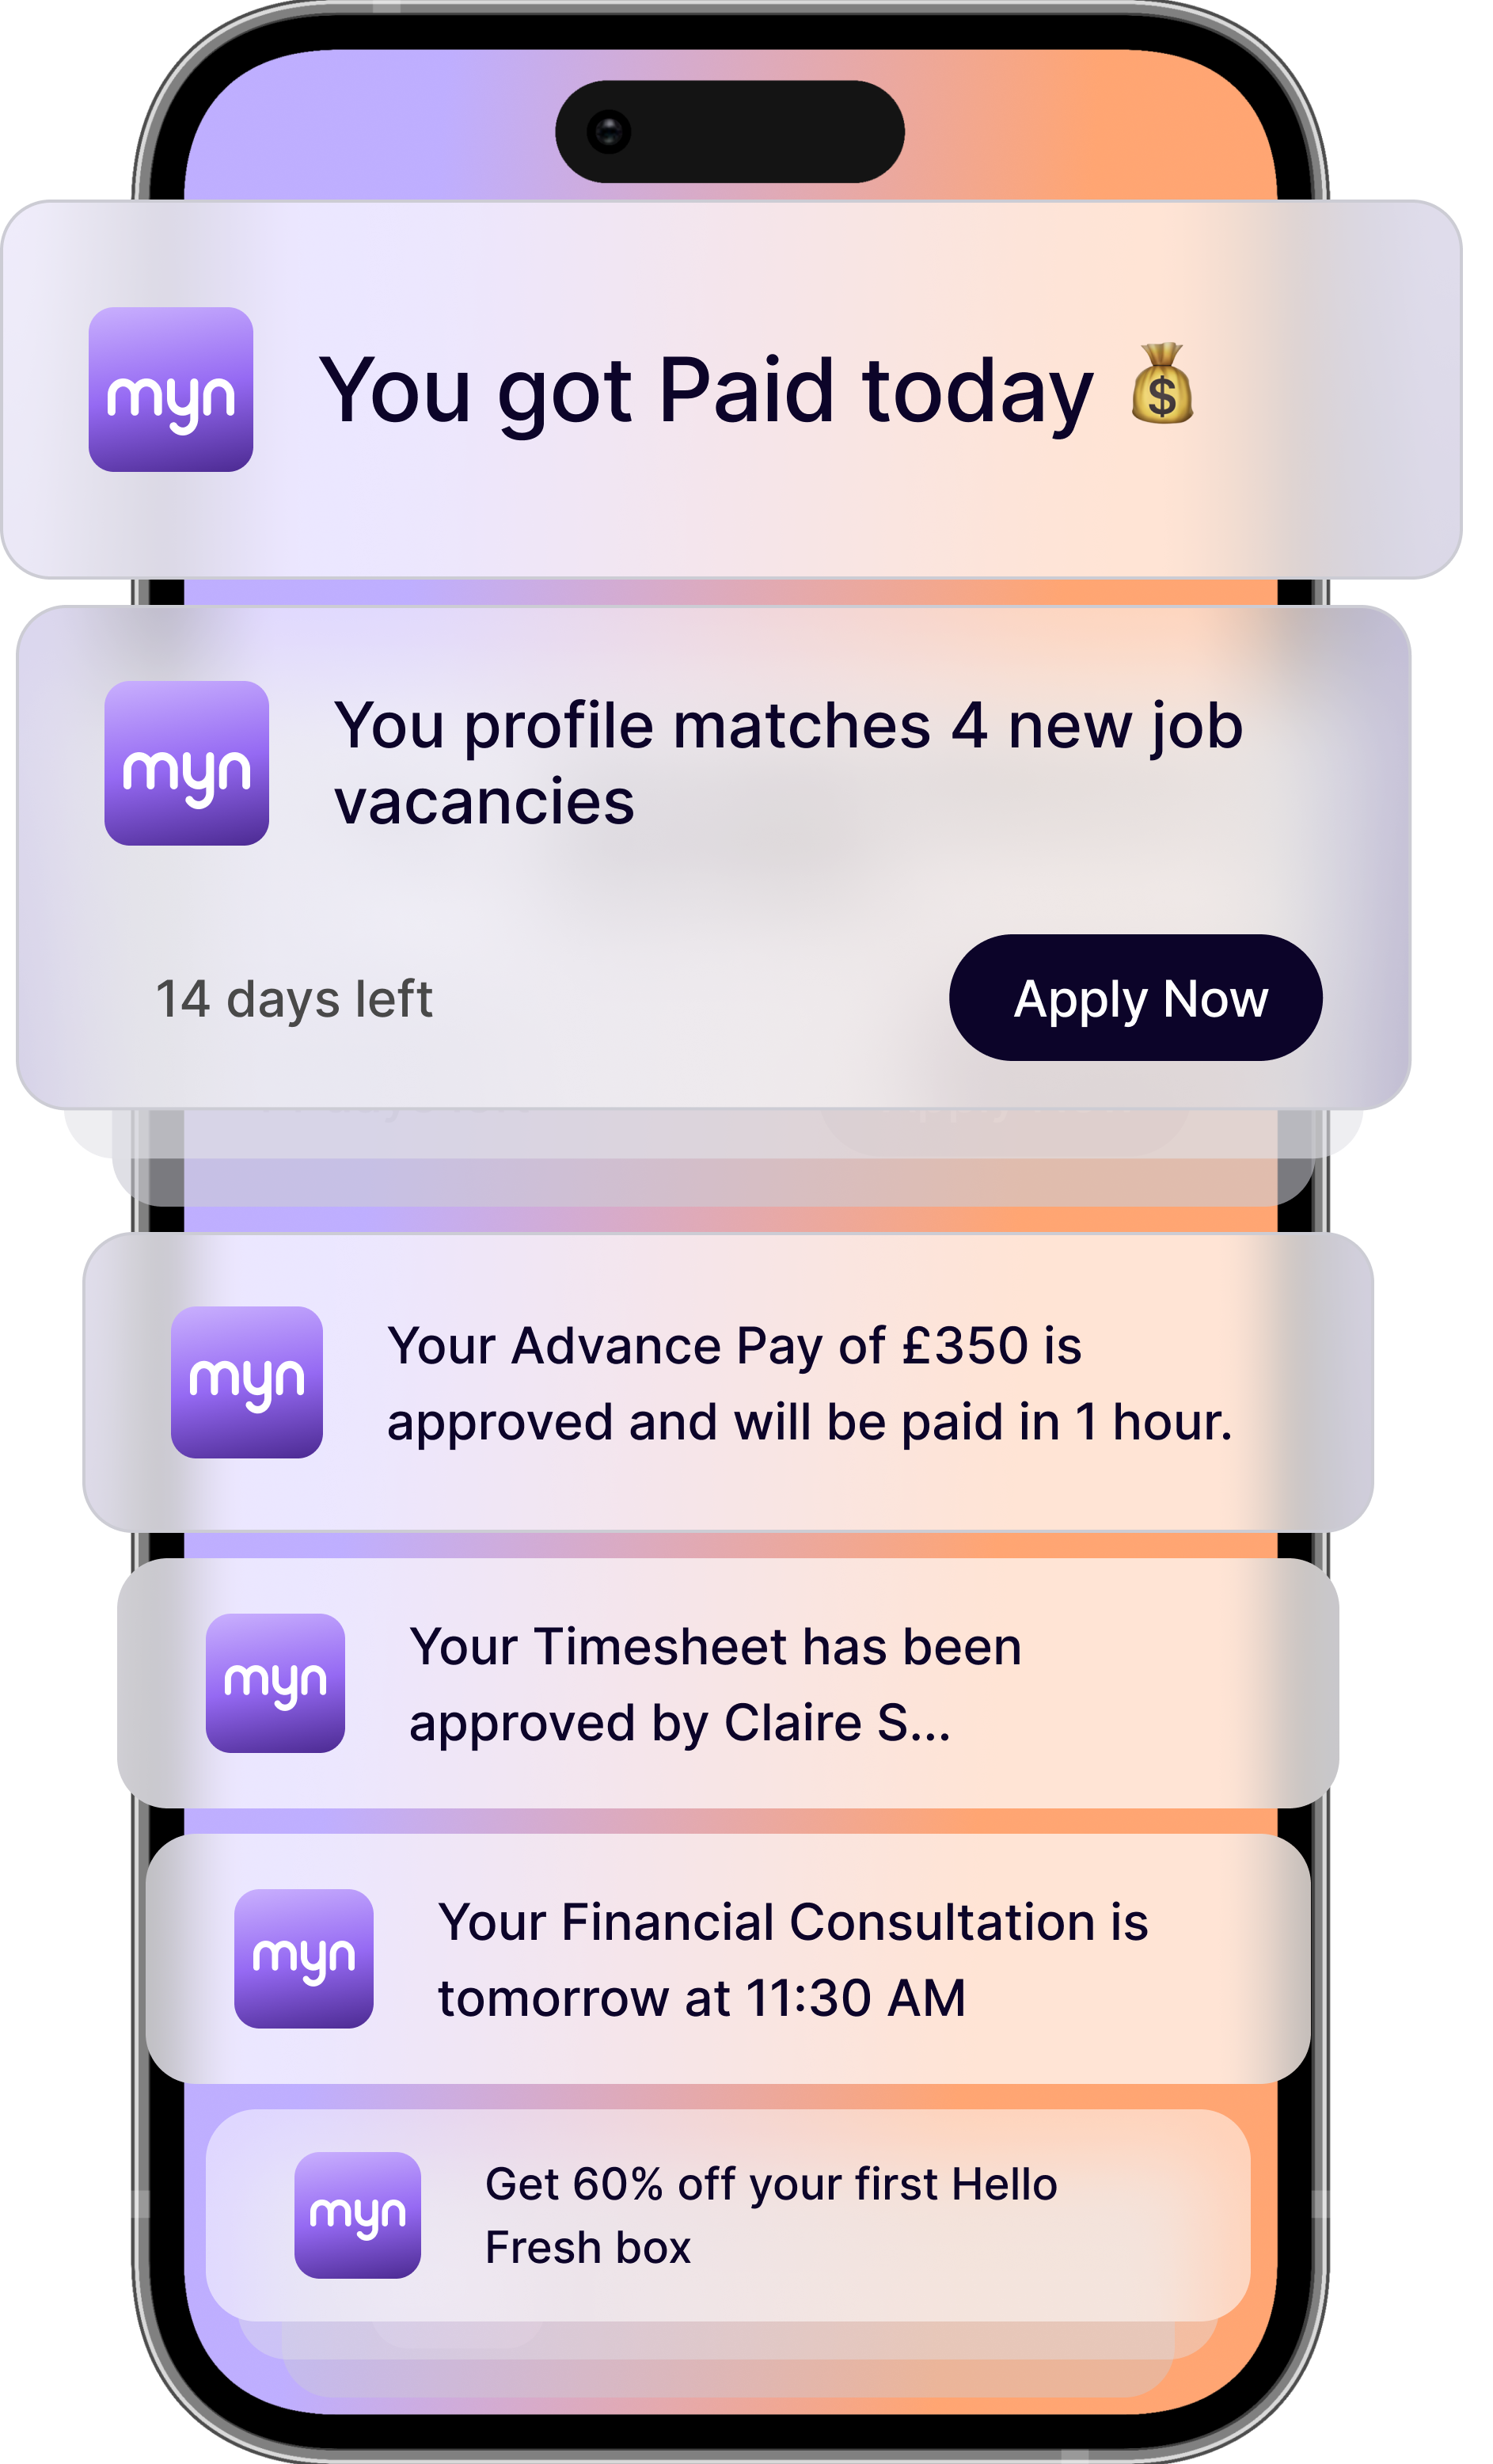 myn
You got Paid today 💰
myn
You profile matches 4 new job
vacancies
14 days left
Apply Now
myn
Your Advance Pay of £350 is
approved and will be paid in 1 hour.
myn
Your Timesheet has been
approved by Claire S...
myn
Your Financial Consultation is
tomorrow at 11:30 AM
myn
Get 60% off your first Hello
Fresh box